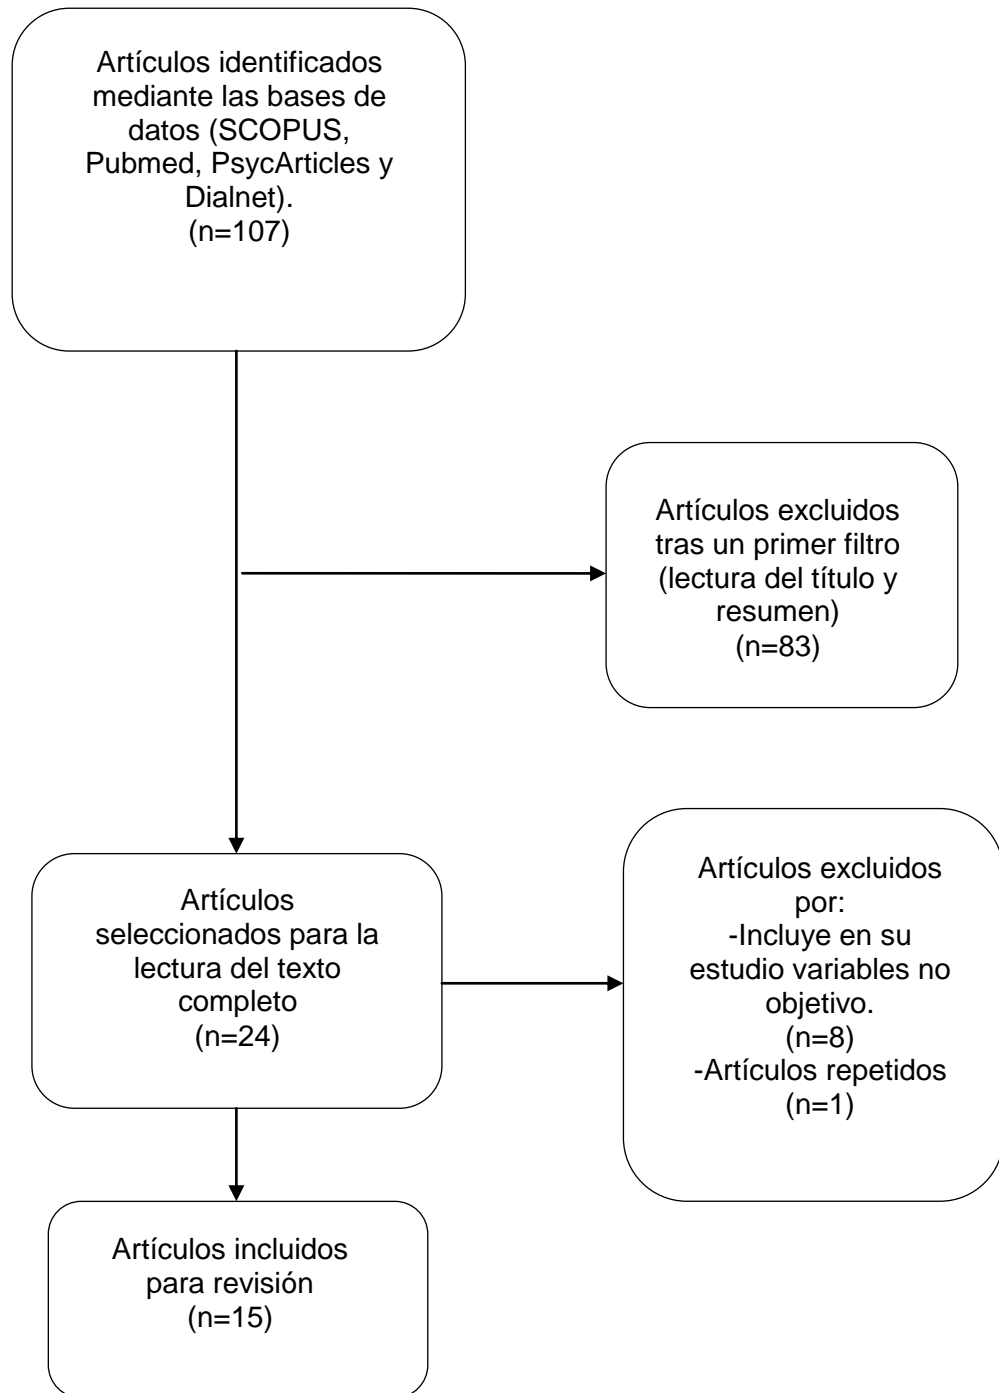 Artículos identificados
mediante las bases de
datos (SCOPUS,
Pubmed, PsycArticles y
Dialnet).
(n=107)
Artículos excluidos
tras un primer filtro
(lectura del título y
resumen)
(n=83)
Artículos
seleccionados para la
lectura del texto
completo
(n=24)
Artículos excluidos
por:
-Incluye en su
estudio variables no
objetivo.
(n=8)
-Artículos repetidos
(n=1)
Artículos incluidos
para revisión
(n=15)